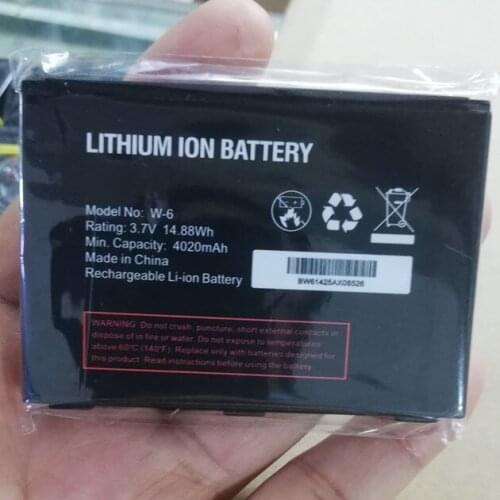 LITHIUM ION BATTERY
Model No: W-6
Rating: 3.7V 14.88Wh
Min. Capacity: 4020mAh
Made in China
Rechargeable Li-ion Battery
BW61425AX06526
WARNING: Do not crush, puncture, short external contacts or
dispose of in fire or water. Do not expose to temperatures
above 60°C (140°F). Replace only with batteries designed for
this product. Read instructions before using the battery.